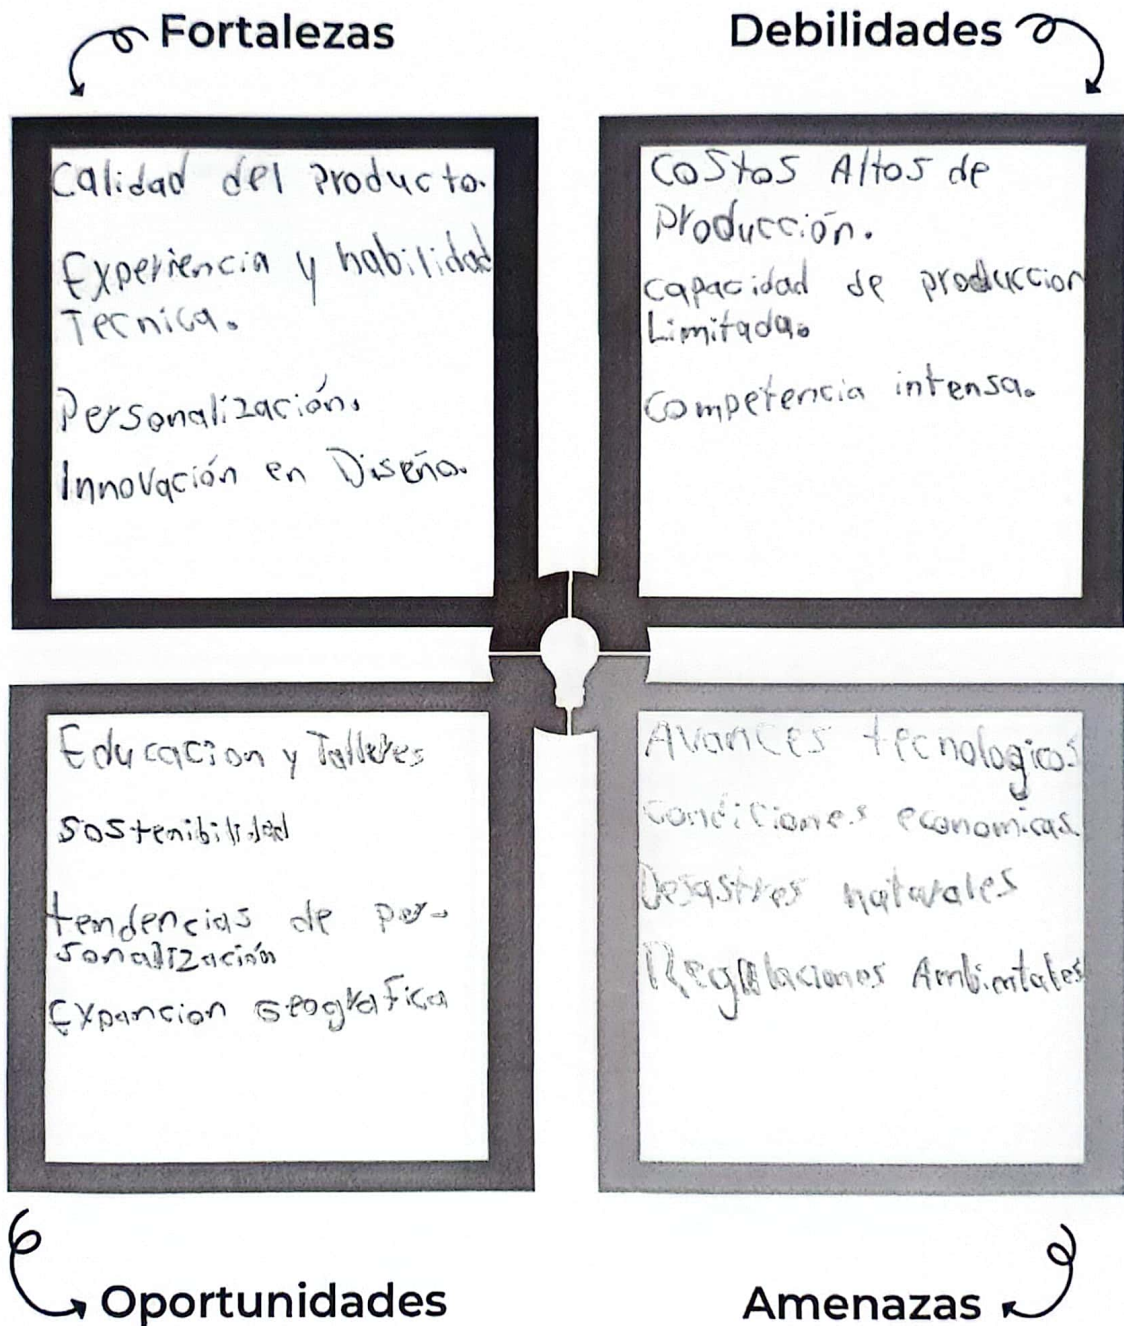 Fortalezas
Calidad del Producto.
Experiencia y habilidad
Tecnica.
Personalización.
Innovación en Diseño.
Debilidades
Costos Altos de
Producción.
capacidad de produccion
Limitada.
Competencia intensa.
Educacion y Talleres
Sostenibilidad
tendencias de per-
sonalización
Expancion Geografica
Oportunidades
Avances tecnologicos
Condiciones economicas.
Desastres naturales
Regulaciones Ambientales
Amenazas